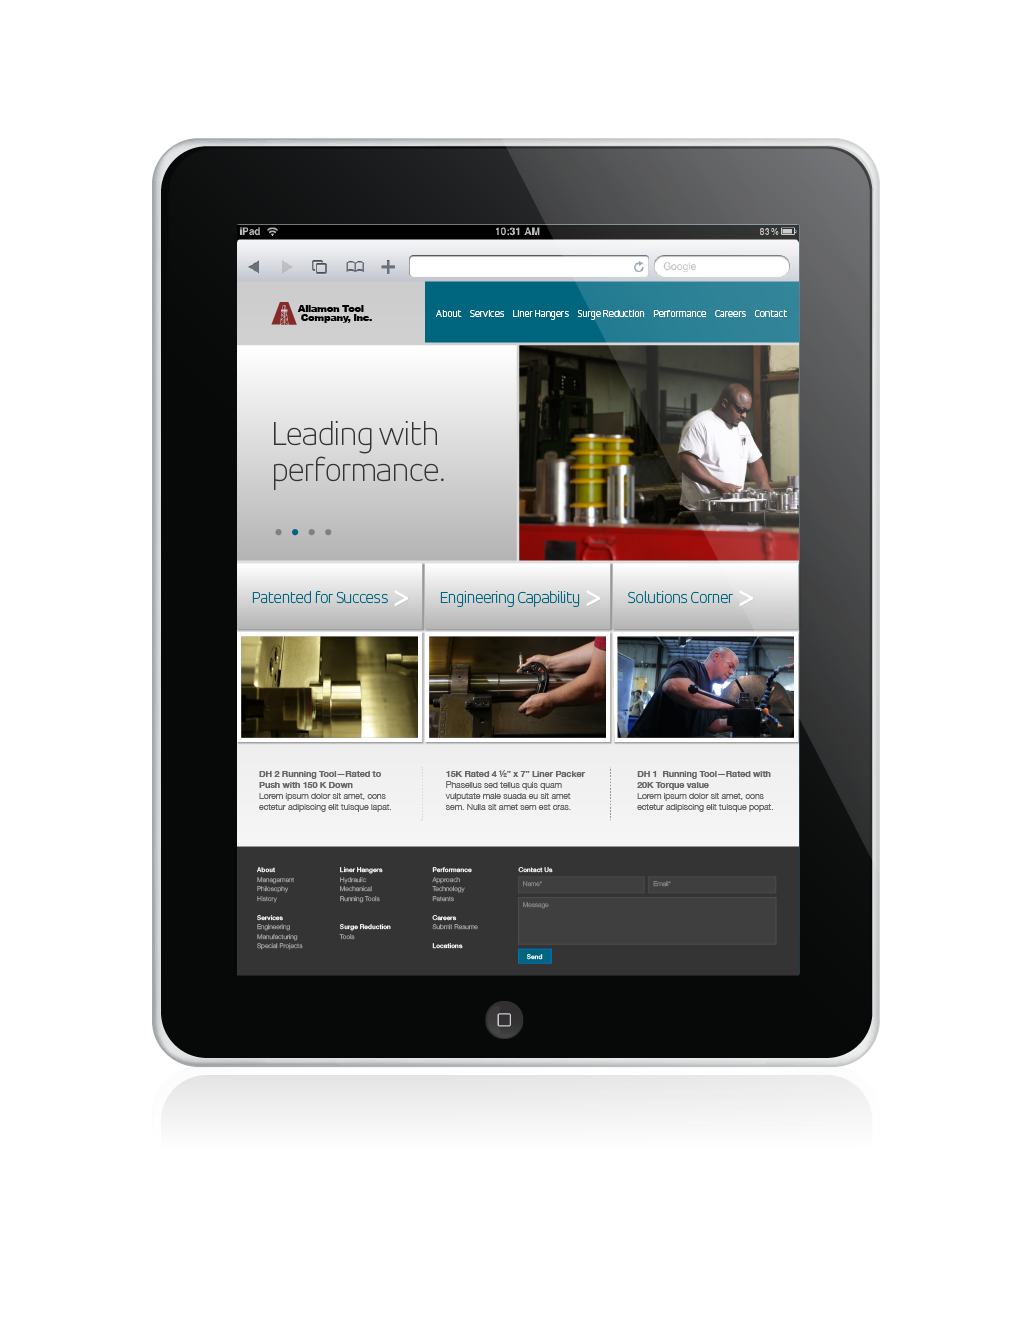 iPad 10:31 AM 83%
Google
Allamon Tool
Company, Inc.
About Services Liner Hangers Surge Reduction Performance Careers Contact
Leading with
performance.
Patented for Success >
Engineering Capability >
Solutions Corner >
DH 2 Running Tool—Rated to
Push with 150 K Down
Lorem ipsum dolor sit amet, cons
ectetur adipiscing elit tuisque lapat.
15K Rated 4 ½” x 7” Liner Packer
Phasellus sed tellus quis quam
vulputate male suada eu sit amet
sem. Nulla sit amet sem est cras.
DH 1 Running Tool—Rated with
20K Torque value
Lorem ipsum dolor sit amet, cons
ectetur adipiscing elit tuisque popat.
About
Management
Philosophy
History
Services
Engineering
Manufacturing
Special Projects
Liner Hangers
Hydraulic
Mechanical
Running Tools
Surge Reduction
Tools
Performance
Approach
Technology
Patents
Careers
Submit Resume
Locations
Contact Us
Name*
Email*
Message
Send